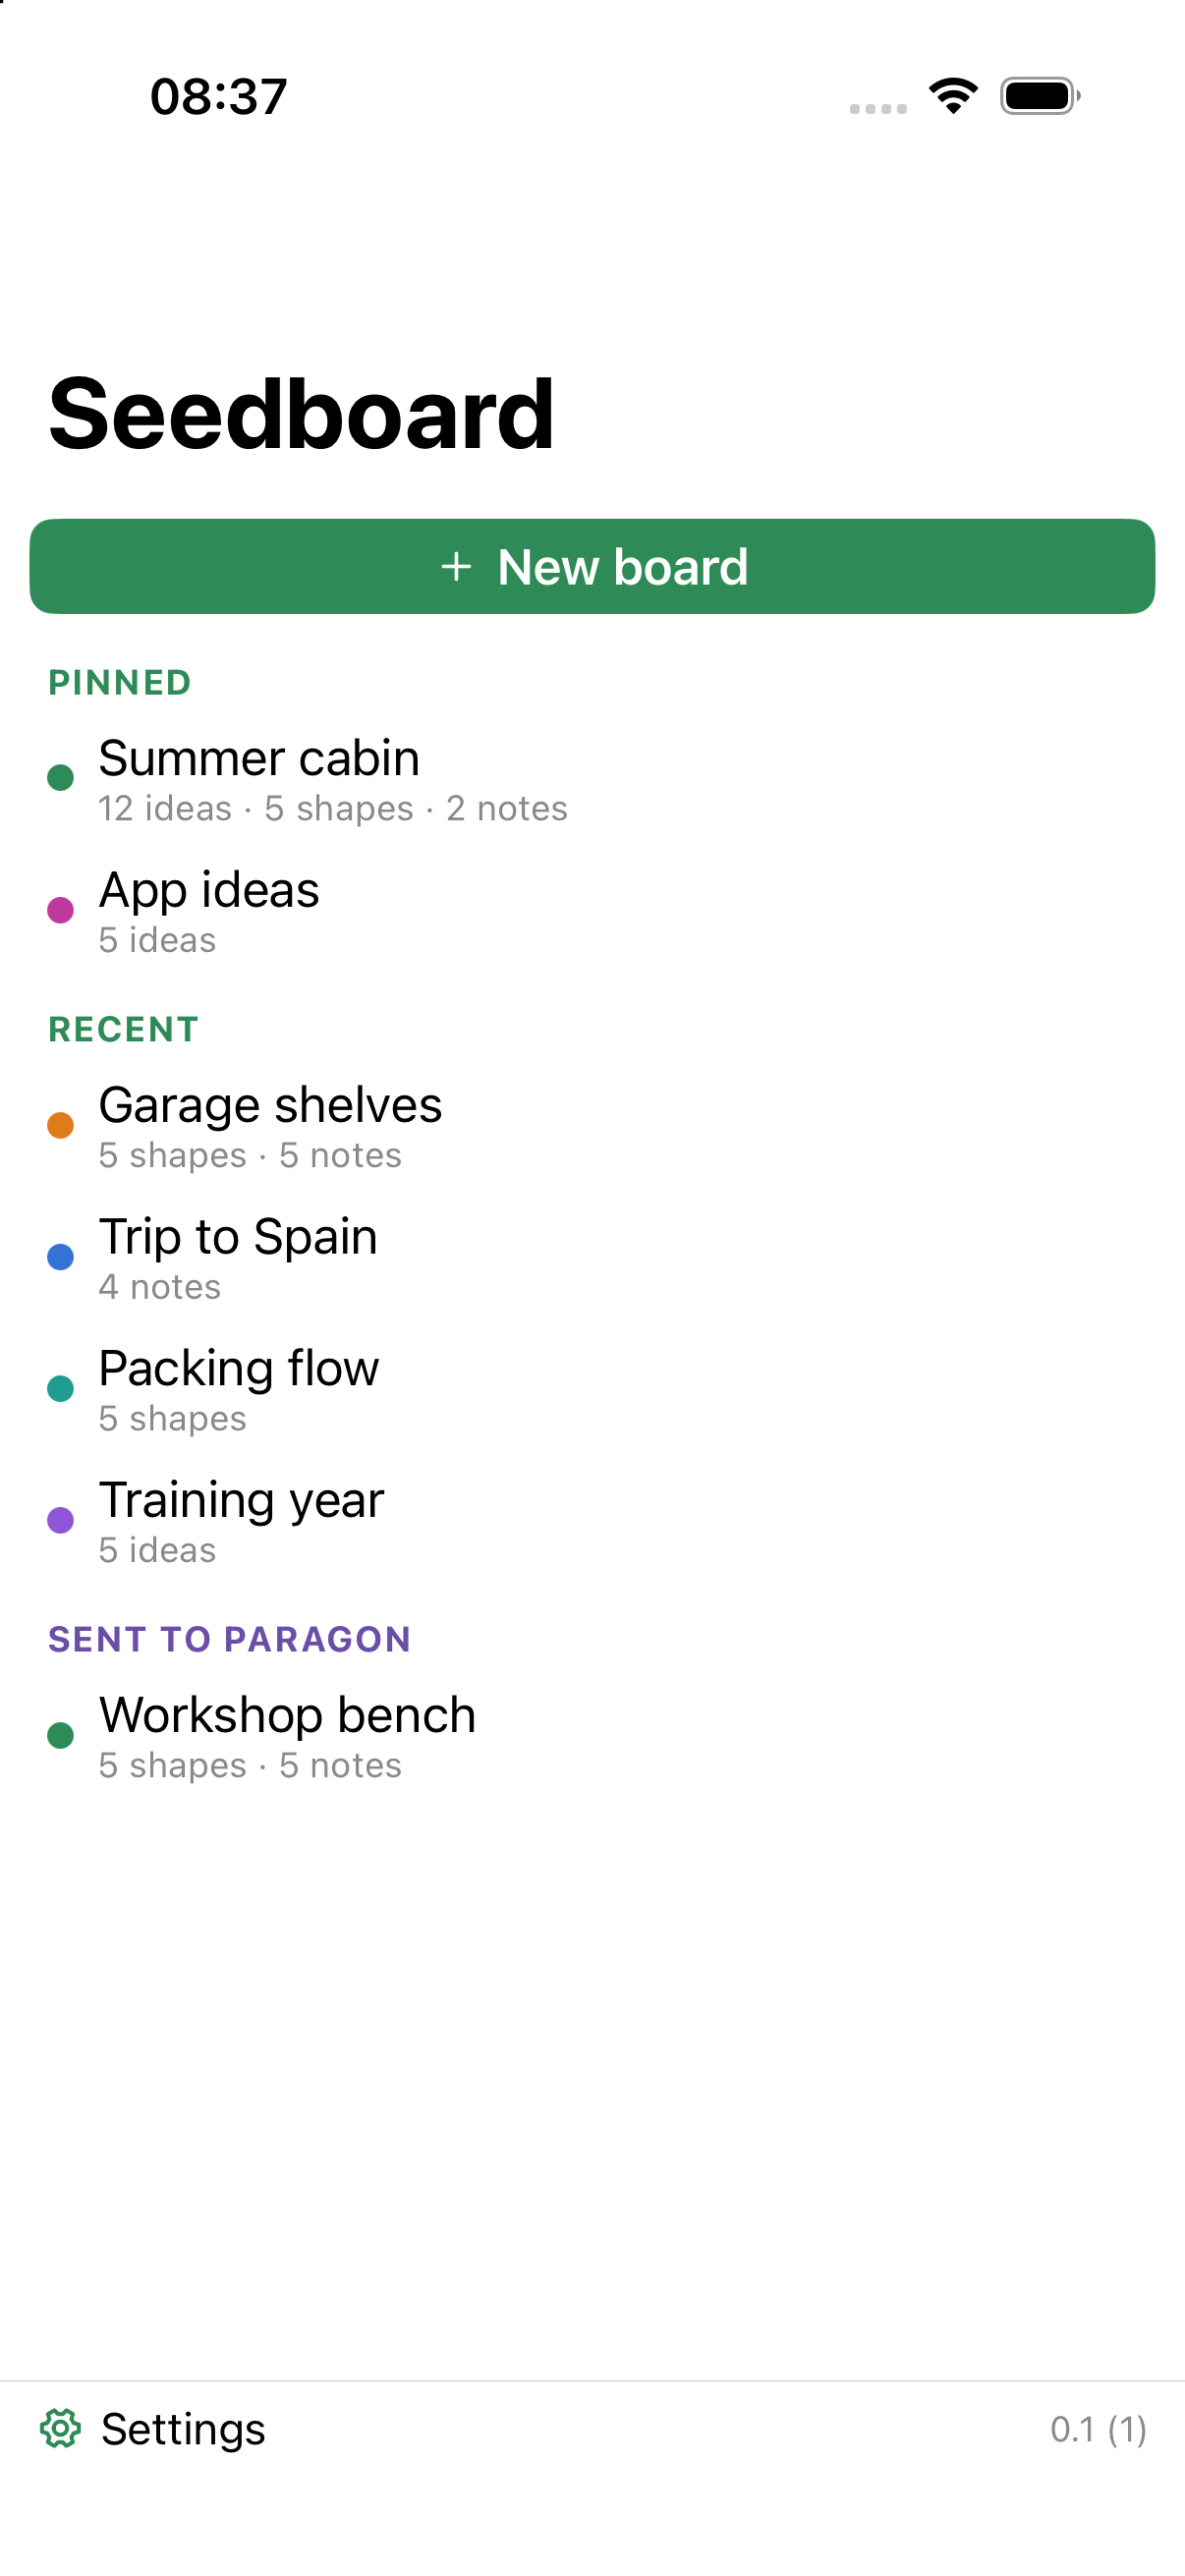 08:37
Seedboard
+ New board
PINNED
Summer cabin
12 ideas · 5 shapes · 2 notes
App ideas
5 ideas
RECENT
Garage shelves
5 shapes · 5 notes
Trip to Spain
4 notes
Packing flow
5 shapes
Training year
5 ideas
SENT TO PARAGON
Workshop bench
5 shapes · 5 notes
Settings
0.1 (1)